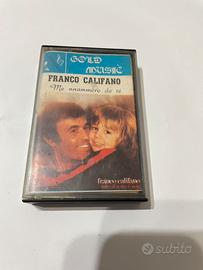 GOLD
MUSIC
FRANCO CALIFANO
Me 'nnammoro de te
franco califano
subito